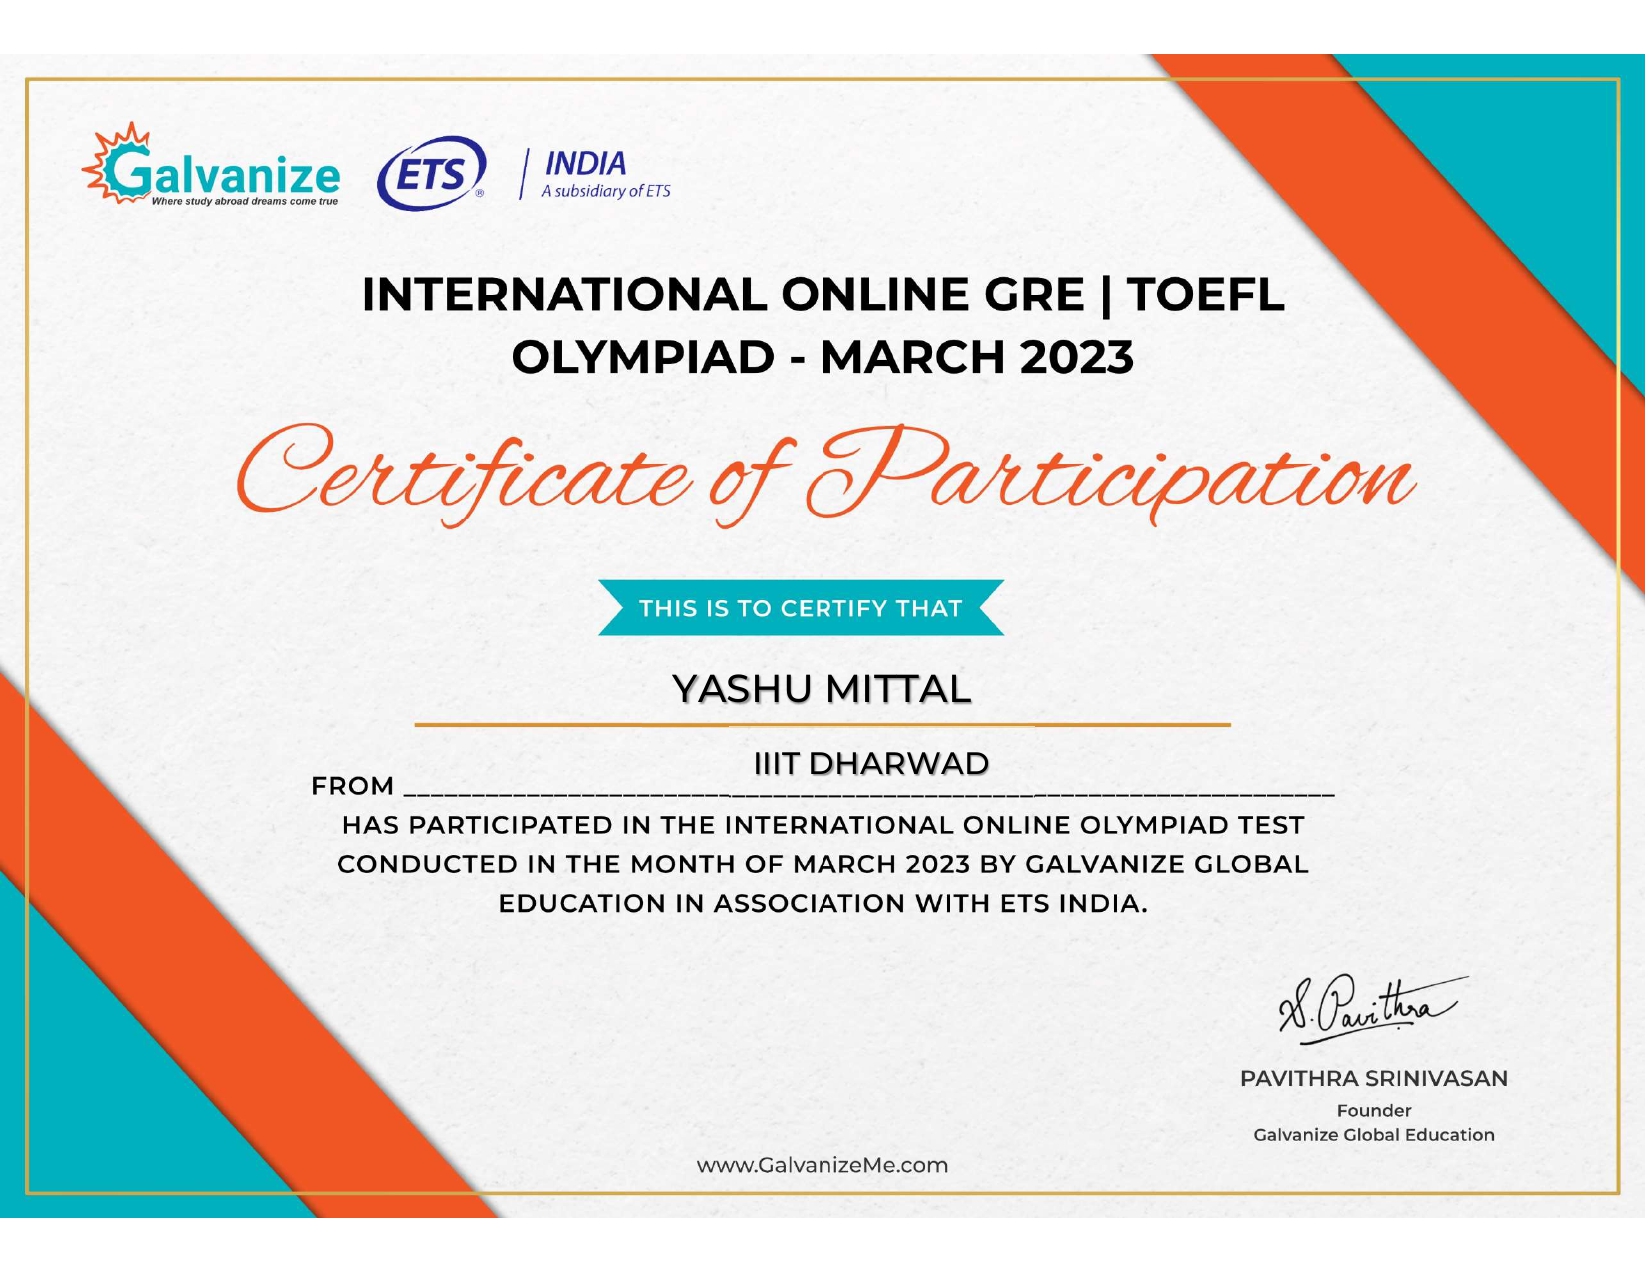 Galvanize
Where study abroad dreams come true
ETS ®
INDIA
A subsidiary of ETS
INTERNATIONAL ONLINE GRE | TOEFL
OLYMPIAD - MARCH 2023
Certificate of Participation
THIS IS TO CERTIFY THAT
YASHU MITTAL
IIIT DHARWAD
FROM ____________________________________________________________________
HAS PARTICIPATED IN THE INTERNATIONAL ONLINE OLYMPIAD TEST
CONDUCTED IN THE MONTH OF MARCH 2023 BY GALVANIZE GLOBAL
EDUCATION IN ASSOCIATION WITH ETS INDIA.
S. Pavithra
PAVITHRA SRINIVASAN
Founder
Galvanize Global Education
www.GalvanizeMe.com